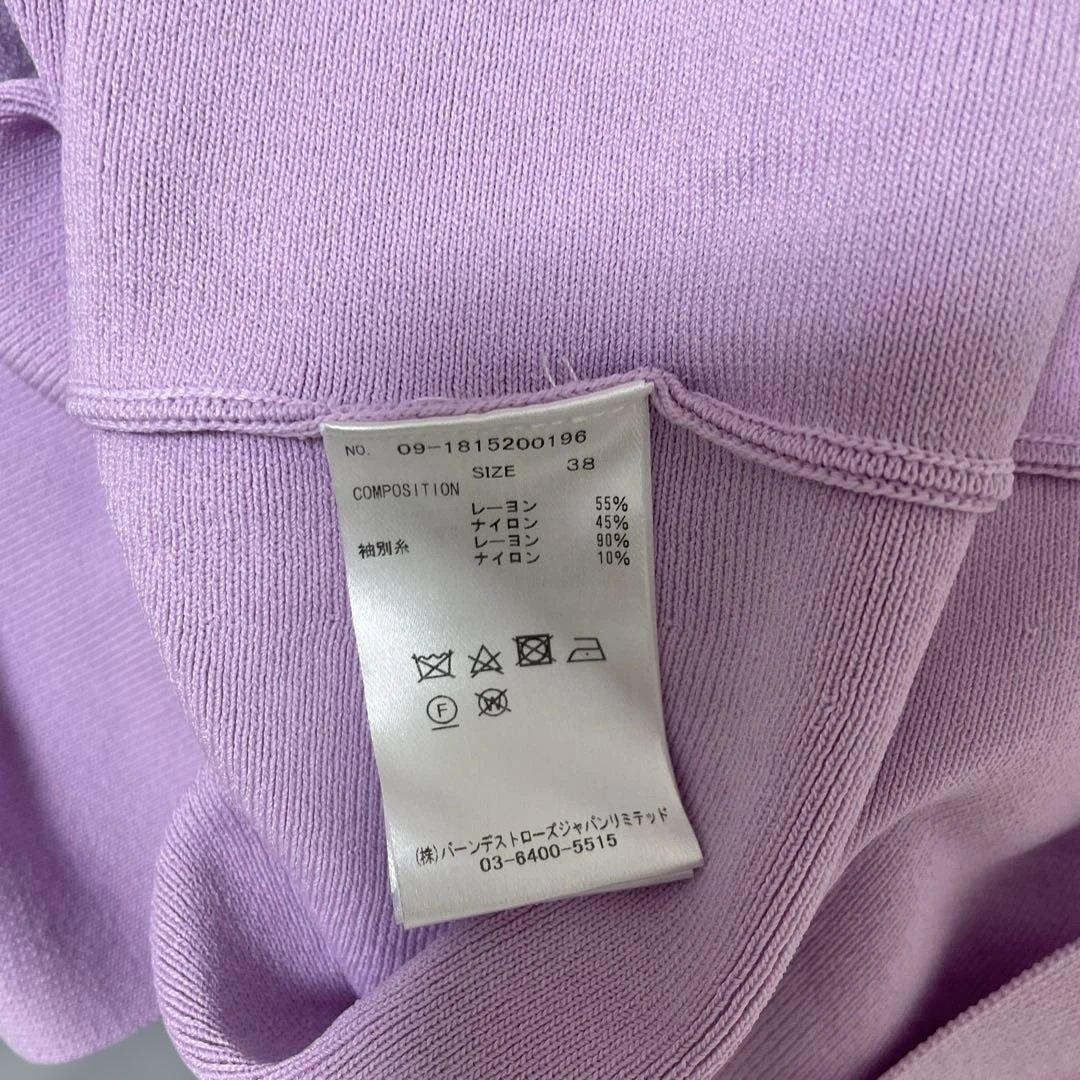 NO. 09-1815200196
SIZE 38
COMPOSITION
レーヨン 55%
ナイロン 45%
袖別糸 レーヨン 90%
ナイロン 10%
F W
(株)バーンデストローズジャパンリミテッド
03-6400-5515